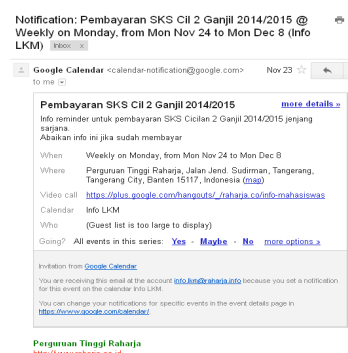 Notification: Pembayaran SKS Cil 2 Ganjil 2014/2015 @
Weekly on Monday, from Mon Nov 24 to Mon Dec 8 (Info
LKM) Inbox x
Google Calendar <calendar-notification@google.com> Nov 23
to me
Pembayaran SKS Cil 2 Ganjil 2014/2015 more details »
Info reminder untuk pembayaran SKS Cicilan 2 Ganjil 2014/2015 jenjang
sarjana.
Abaikan info ini jika sudah membayar
When Weekly on Monday, from Mon Nov 24 to Mon Dec 8
Where Perguruan Tinggi Raharja, Jalan Jend. Sudirman, Tangerang,
Tangerang City, Banten 15117, Indonesia (map)
Video call https://plus.google.com/hangouts/_/raharja.co/info-mahasiswas
Calendar Info LKM
Who (Guest list is too large to display)
Going? All events in this series: Yes - Maybe - No more options »
Invitation from Google Calendar
You are receiving this email at the account info.lkm@raharja.info because you set a notification
for this event on the calendar Info LKM.
You can change your notifications for specific events in the event details page in
https://www.google.com/calendar/.
Perguruan Tinggi Raharja